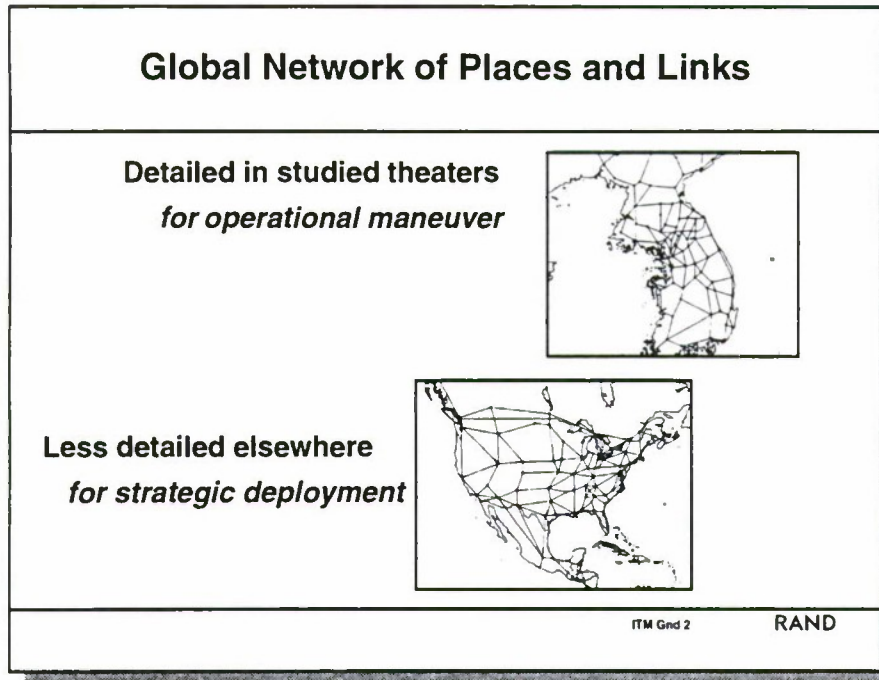 Global Network of Places and Links
Detailed in studied theaters
for operational maneuver
Less detailed elsewhere
for strategic deployment
ITM Gnd 2
RAND